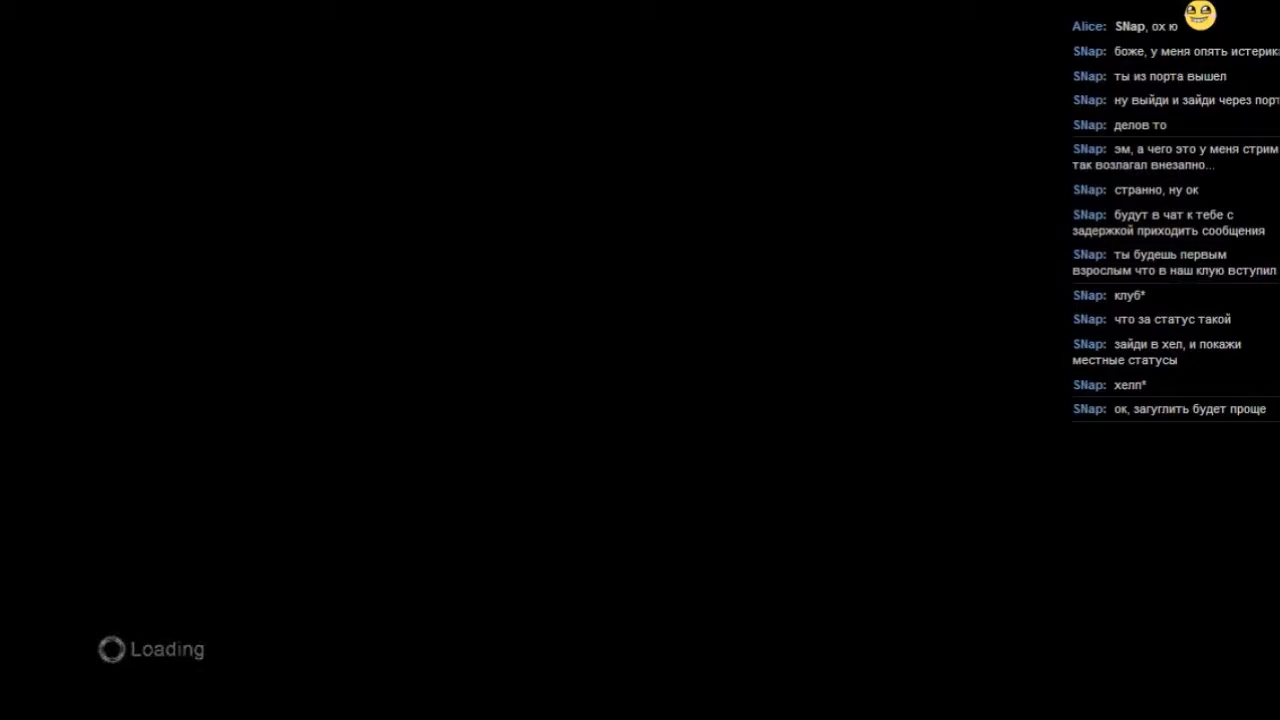 Alice: SNap, ох ю
SNap: боже, у меня опять истерика
SNap: ты из порта вышел
SNap: ну выйди и зайди через порт
SNap: делов то
SNap: эм, а чего это у меня стрим
так возлагал внезапно...
SNap: странно, ну ок
SNap: будут в чат к тебе с
задержкой приходить сообщения
SNap: ты будешь первым
взрослым что в наш клую вступил
SNap: клуб*
SNap: что за статус такой
SNap: зайди в хел, и покажи
местные статусы
SNap: хелп*
SNap: ок, загуглить будет проще
Loading